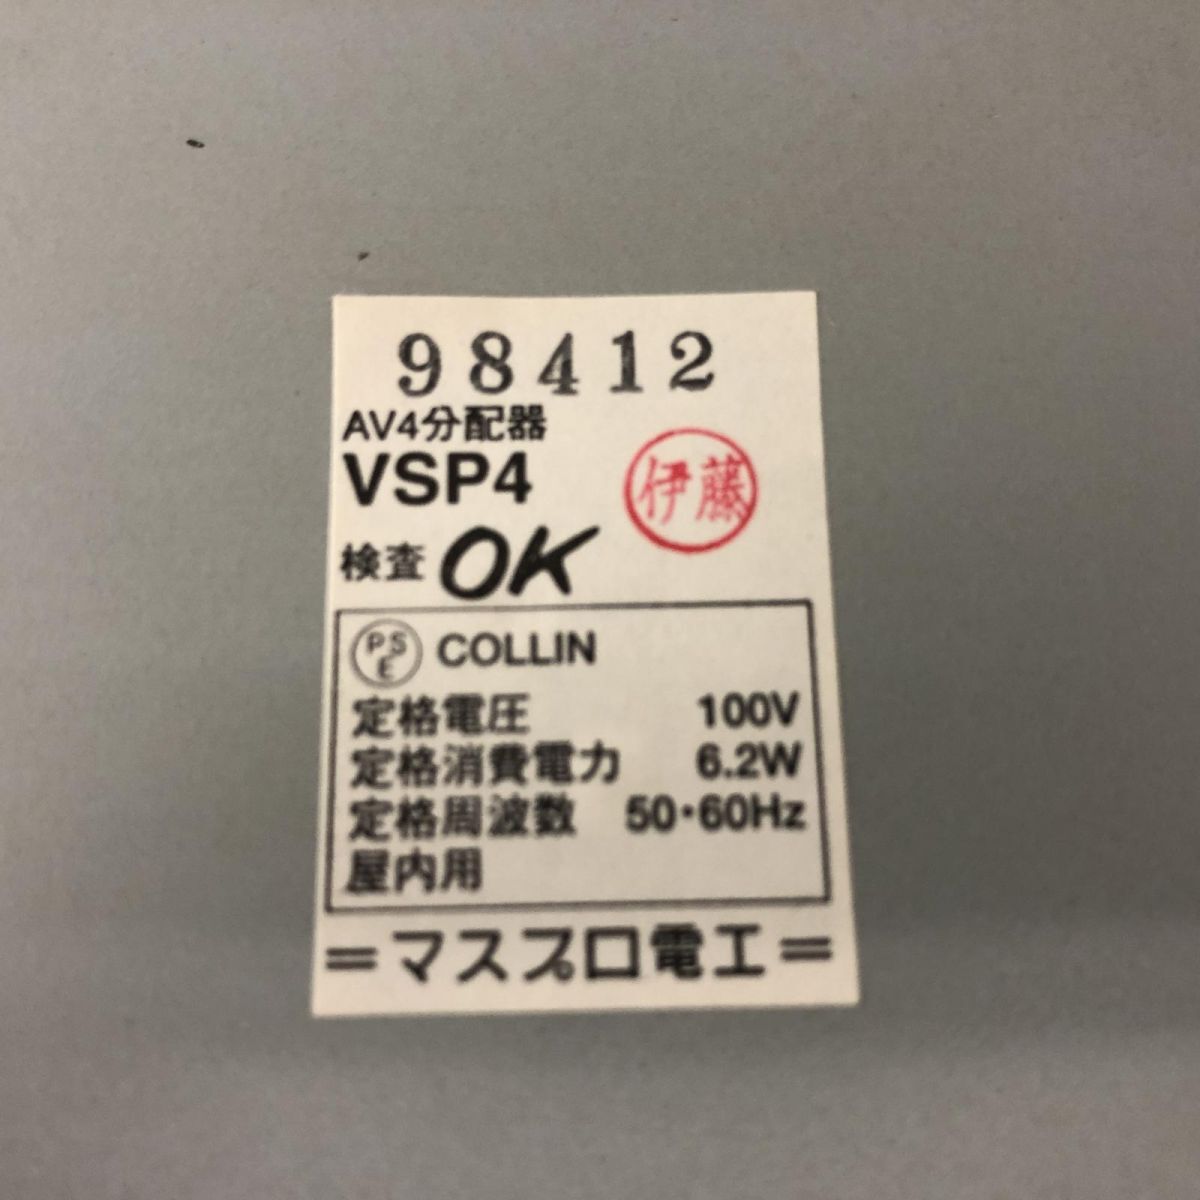 98412
AV4分配器
VSP4
伊藤
検査 OK
PSE COLLIN
定格電圧 100V
定格消費電力 6.2W
定格周波数 50・60Hz
屋内用
=マスプロ電工=